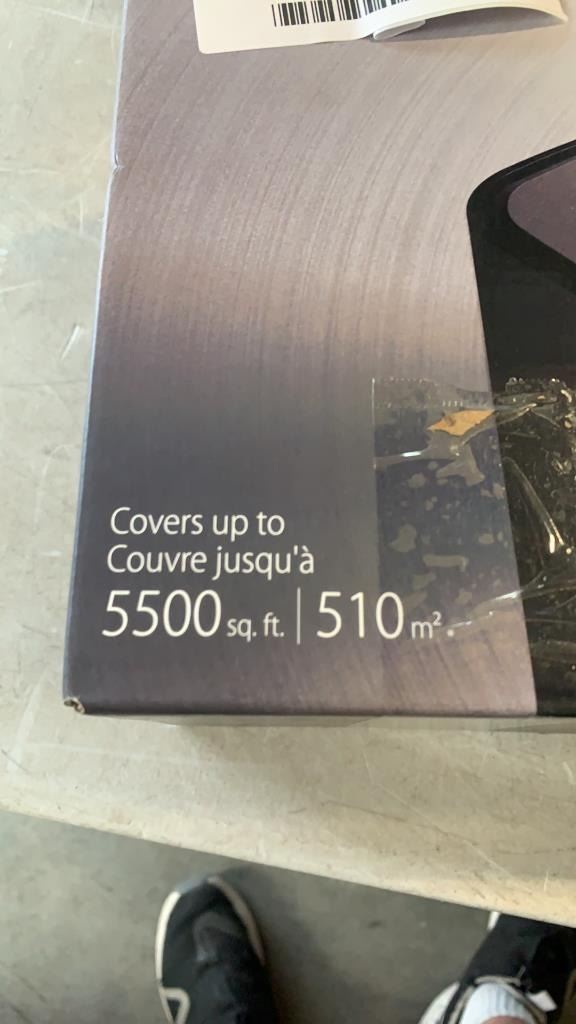 Covers up to
Couvre jusqu'à
5500 sq. ft. | 510 m².